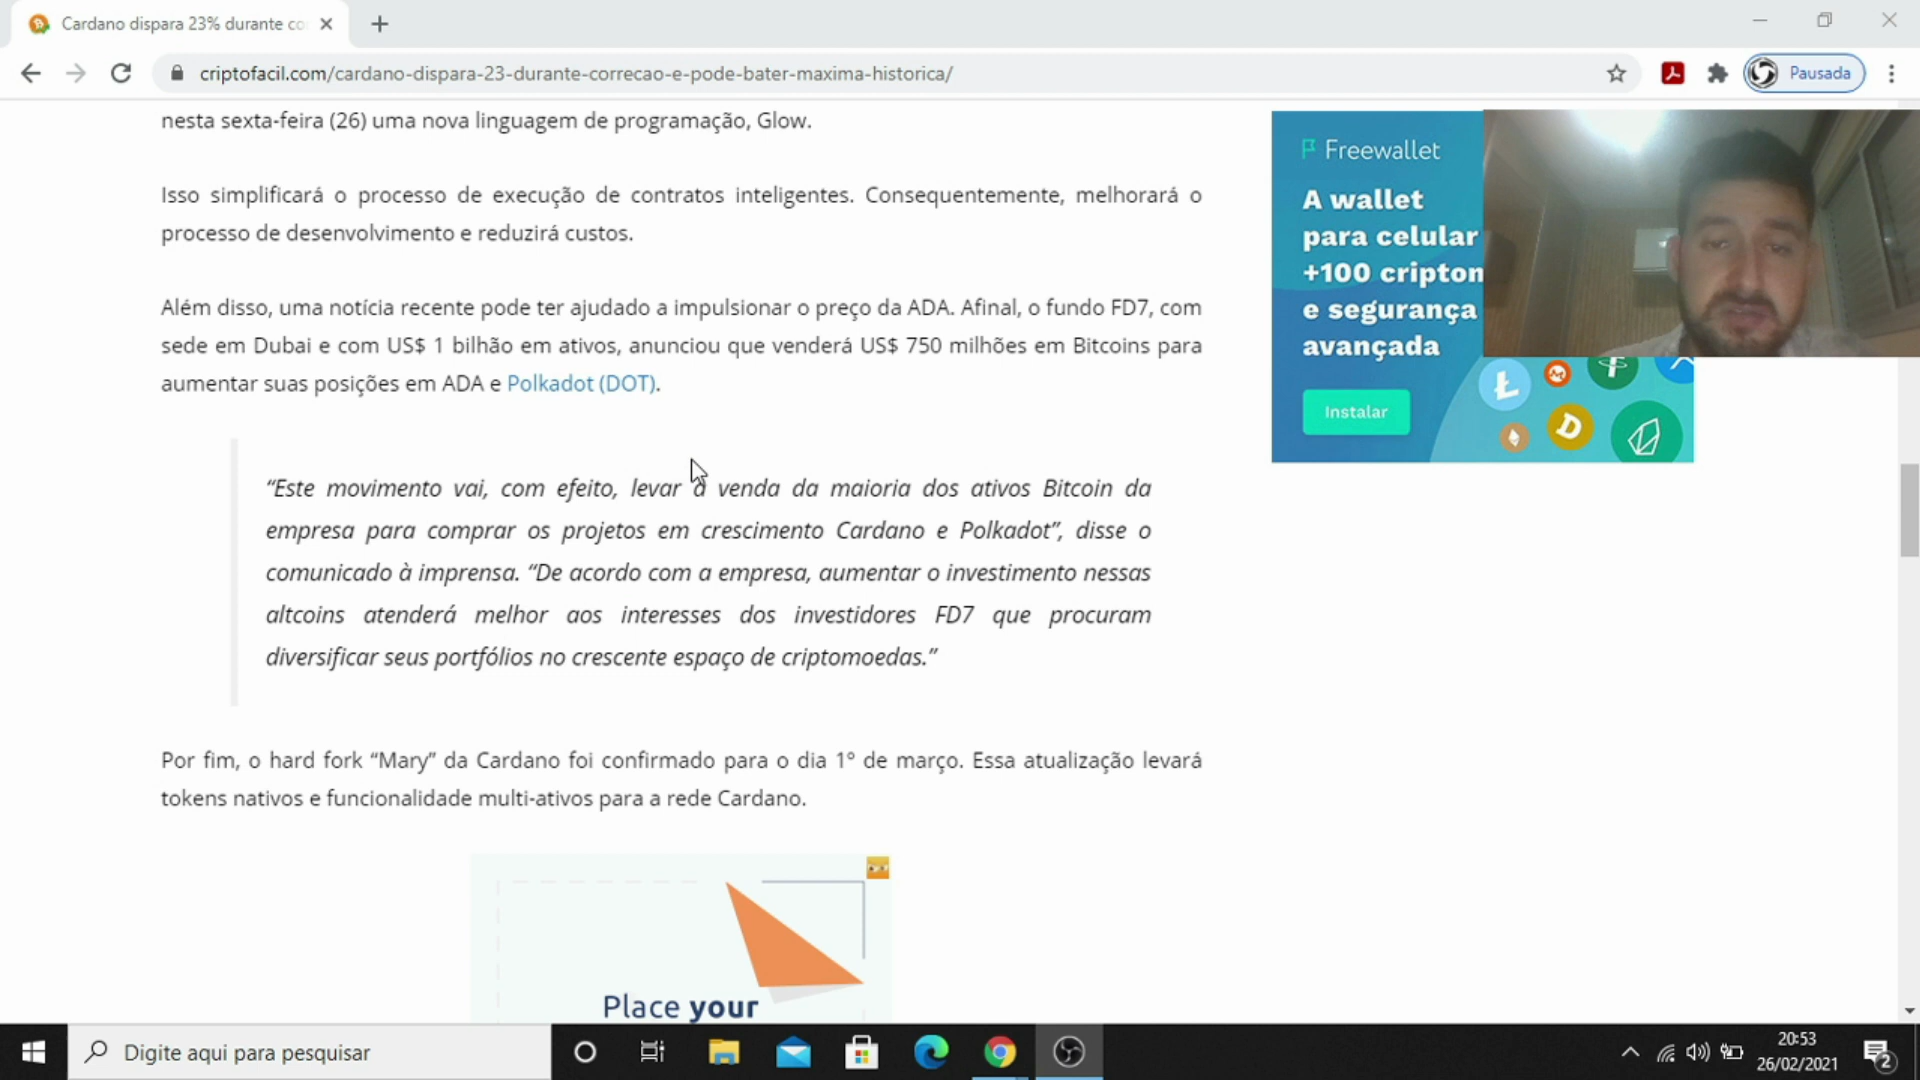 Cardano dispara 23% durante co
criptofacil.com/cardano-dispara-23-durante-correcao-e-pode-bater-maxima-historica/
Pausada
nesta sexta-feira (26) uma nova linguagem de programação, Glow.
Isso simplificará o processo de execução de contratos inteligentes. Consequentemente, melhorará o
processo de desenvolvimento e reduzirá custos.
Além disso, uma notícia recente pode ter ajudado a impulsionar o preço da ADA. Afinal, o fundo FD7, com
sede em Dubai e com US$ 1 bilhão em ativos, anunciou que venderá US$ 750 milhões em Bitcoins para
aumentar suas posições em ADA e Polkadot (DOT).
“Este movimento vai, com efeito, levar à venda da maioria dos ativos Bitcoin da
empresa para comprar os projetos em crescimento Cardano e Polkadot”, disse o
comunicado à imprensa. “De acordo com a empresa, aumentar o investimento nessas
altcoins atenderá melhor aos interesses dos investidores FD7 que procuram
diversificar seus portfólios no crescente espaço de criptomoedas.”
Por fim, o hard fork “Mary” da Cardano foi confirmado para o dia 1º de março. Essa atualização levará
tokens nativos e funcionalidade multi-ativos para a rede Cardano.
Place your
Freewallet
A wallet
para celular
+100 cripton
e segurança
avançada
Instalar
Digite aqui para pesquisar
20:53
26/02/2021
2